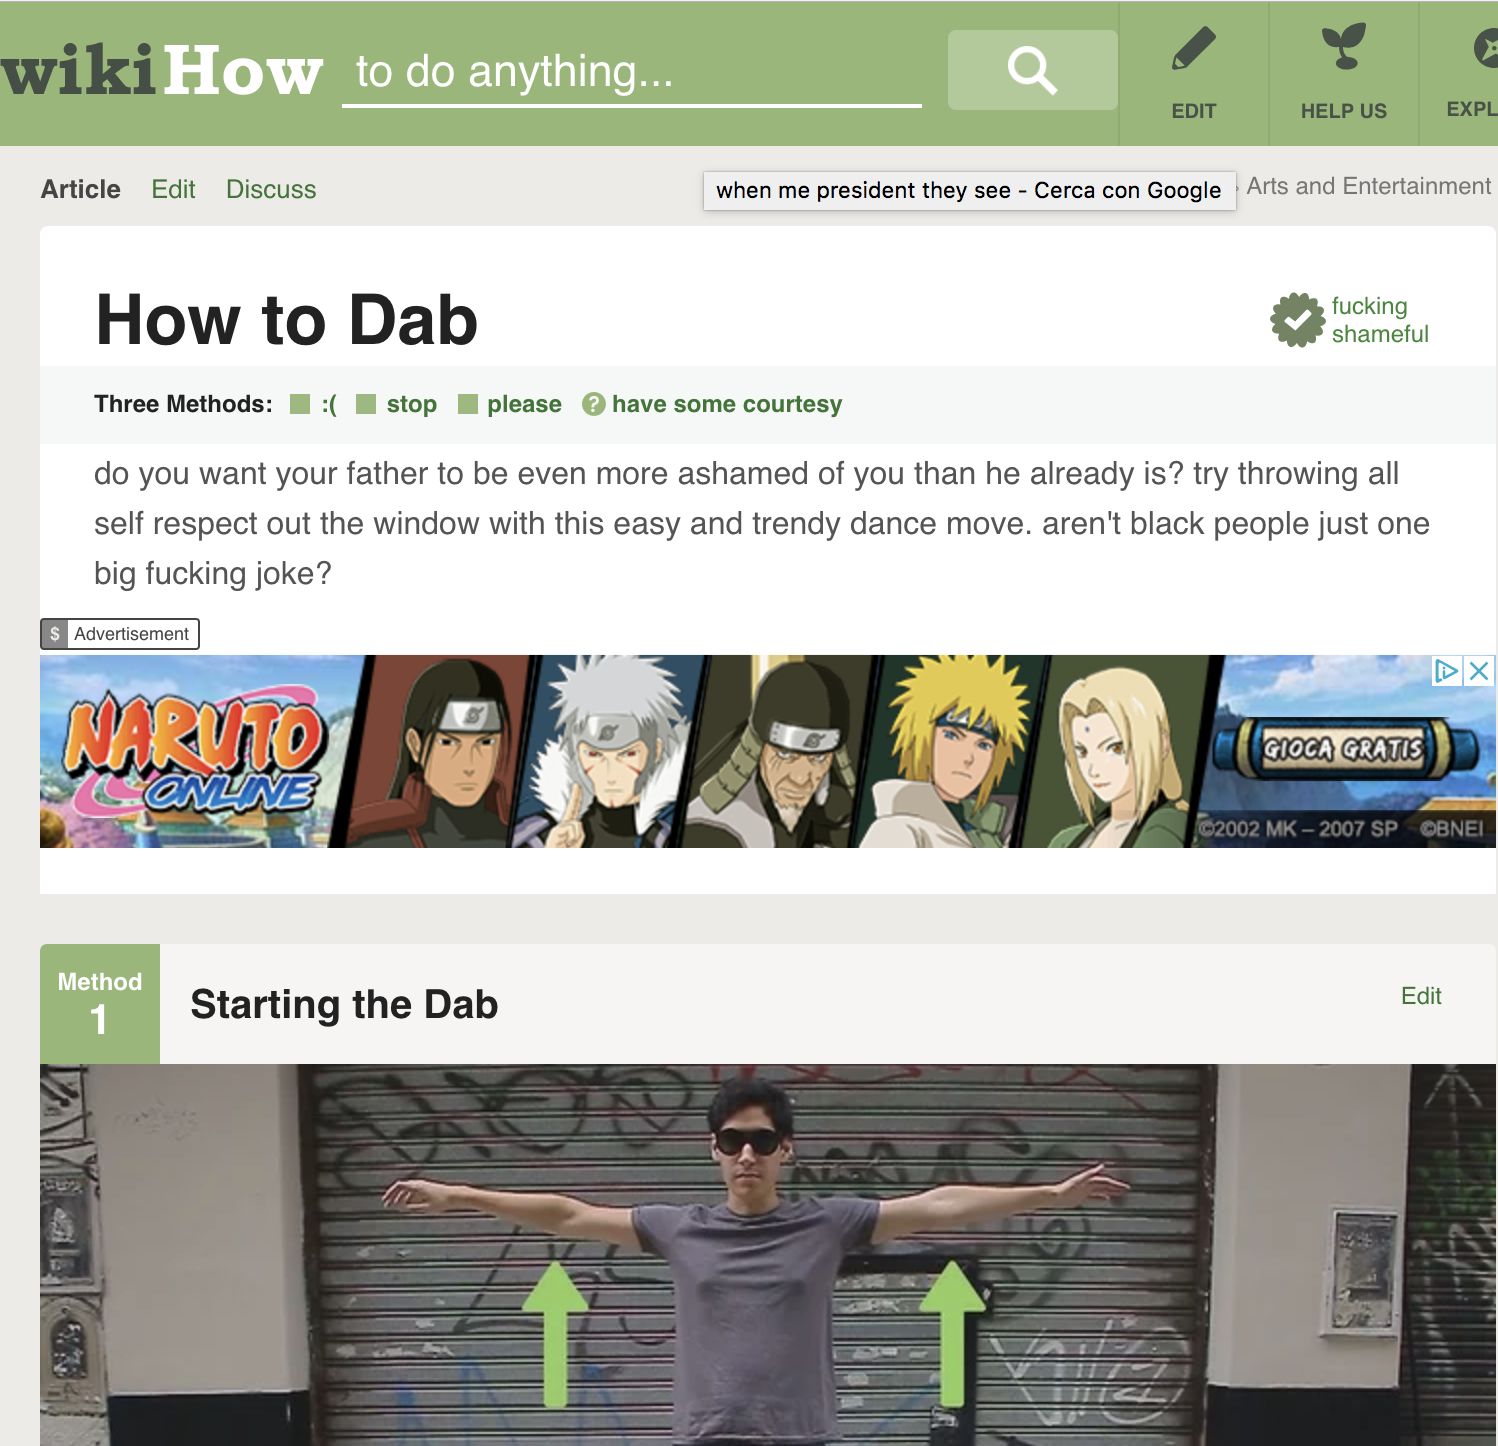 wikiHow to do anything...
EDIT
HELP US
EXPL
Article Edit Discuss
when me president they see - Cerca con Google
Arts and Entertainment
How to Dab
fucking
shameful
Three Methods: :( stop please ? have some courtesy
do you want your father to be even more ashamed of you than he already is? try throwing all
self respect out the window with this easy and trendy dance move. aren't black people just one
big fucking joke?
$ Advertisement
NARUTO
ONLINE
GIOCA GRATIS
©2002 MK – 2007 SP ©BNEI
Method
1
Starting the Dab
Edit